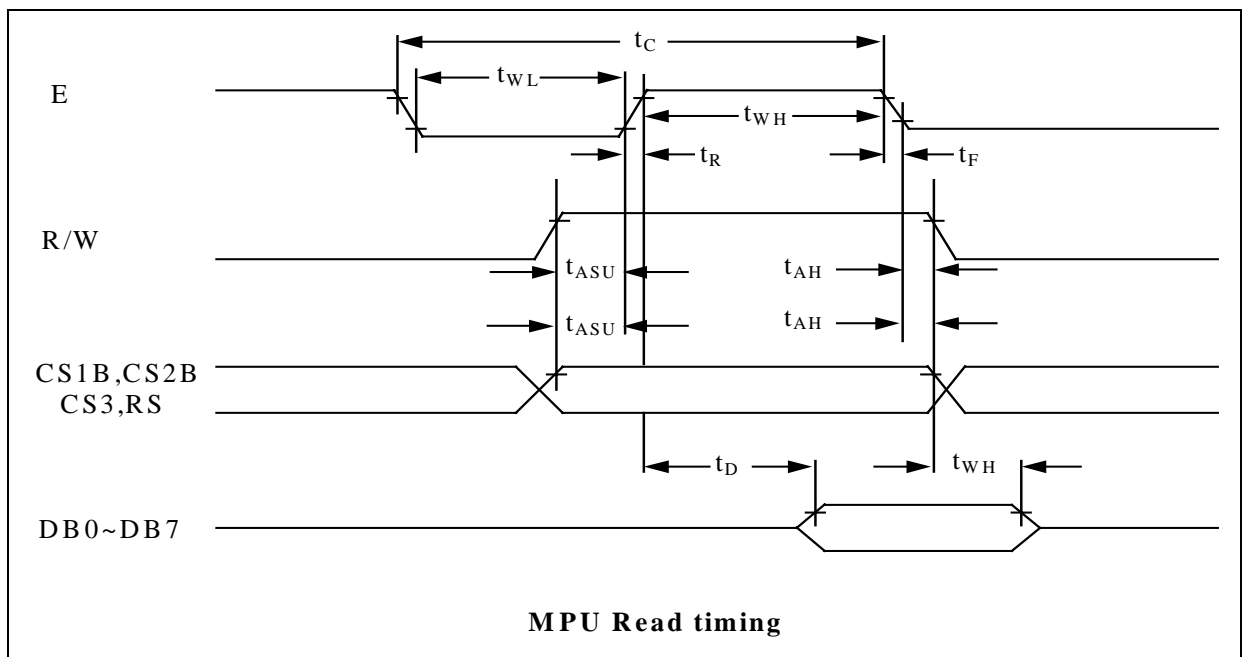 t_C
E
t_WL
t_WH
t_R
t_F
R/W
t_ASU
t_AH
t_ASU
t_AH
CS1B,CS2B
CS3,RS
t_D
t_WH
DB0~DB7
MPU Read timing